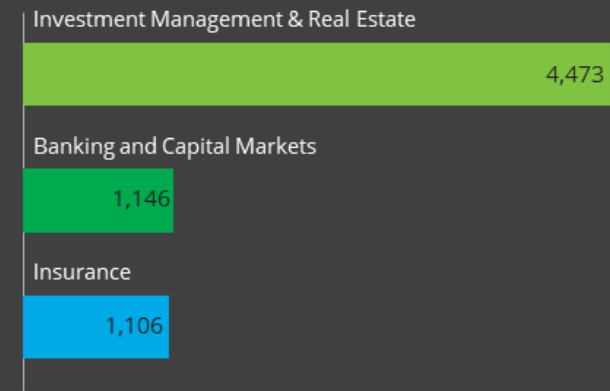 Investment Management & Real Estate
4,473
Banking and Capital Markets
1,146
Insurance
1,106